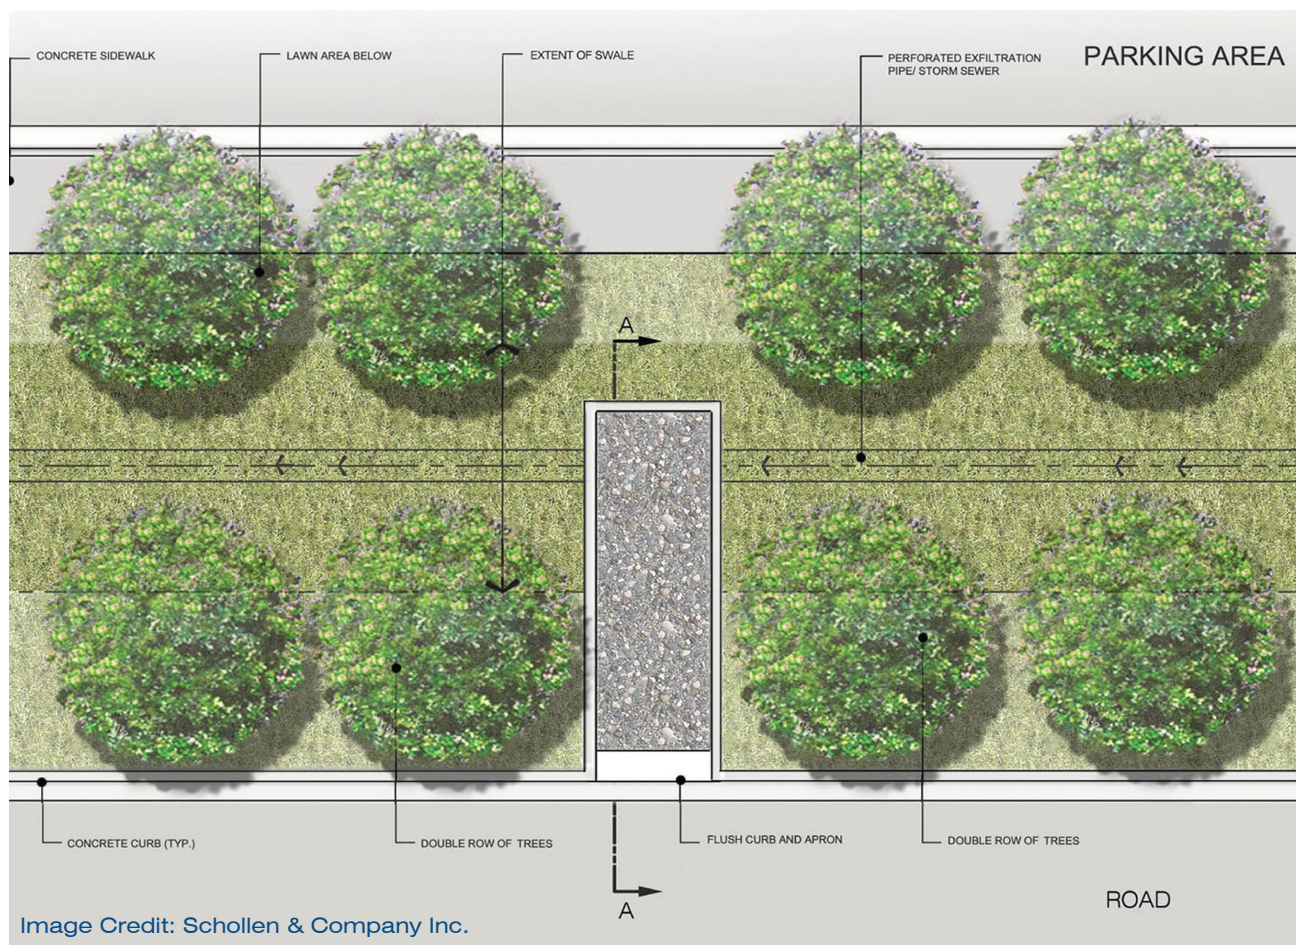 CONCRETE SIDEWALK
LAWN AREA BELOW
EXTENT OF SWALE
PERFORATED EXFILTRATION
PIPE/ STORM SEWER
PARKING AREA
A
CONCRETE CURB (TYP.)
DOUBLE ROW OF TREES
FLUSH CURB AND APRON
DOUBLE ROW OF TREES
A
ROAD
Image Credit: Schollen & Company Inc.